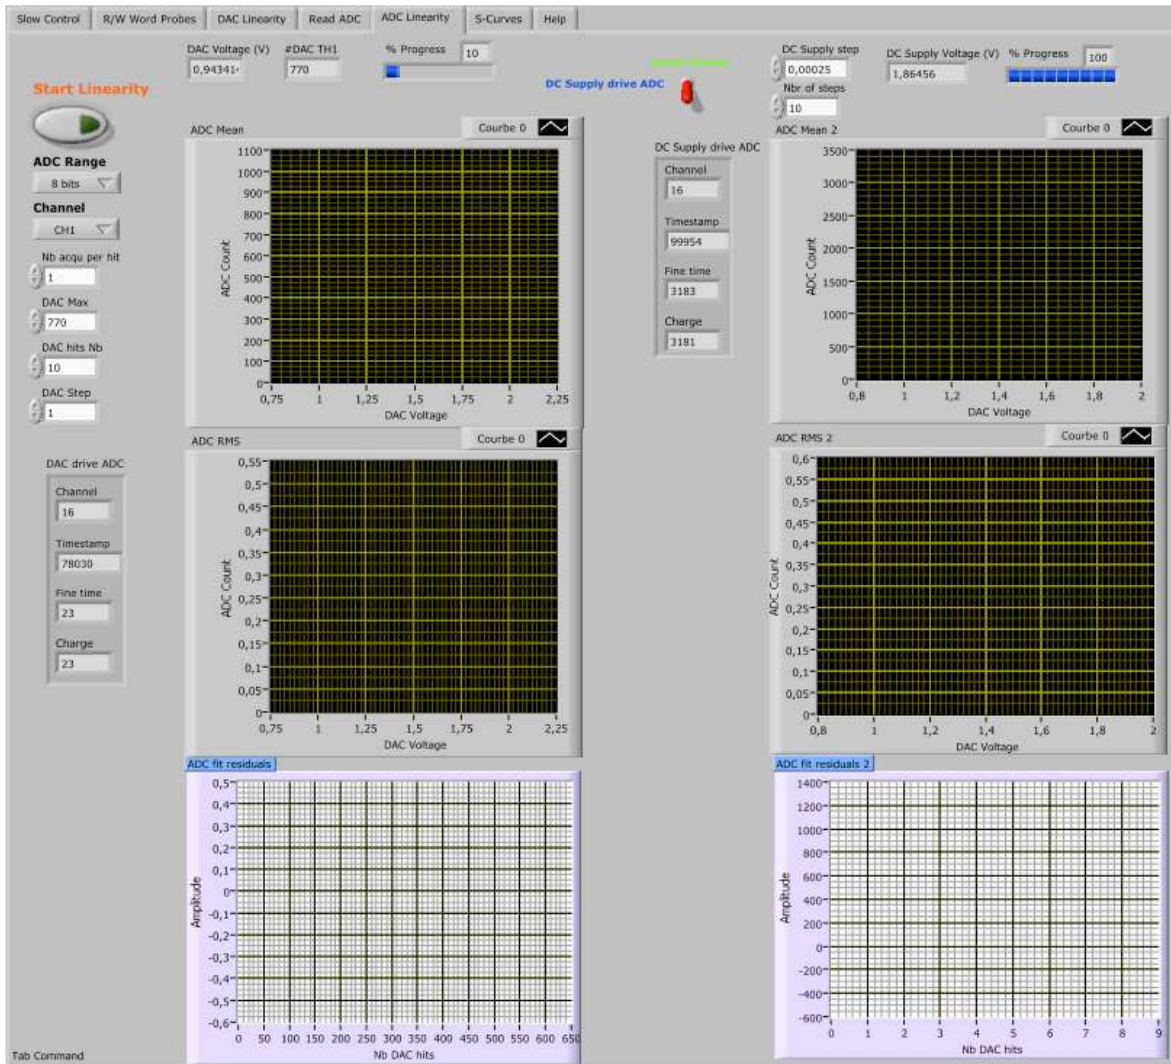 Slow Control R/W Word Probes DAC Linearity Read ADC ADC Linearity S-Curves Help
DAC Voltage (V) #DAC TH1 % Progress 10
0,94341 770
Start Linearity
ADC Range
8 bits
Channel
CH1
Nb acqu per hit
1
DAC Max
770
DAC hits Nb
10
DAC Step
1
DAC drive ADC
Channel
16
Timestamp
78030
Fine time
23
Charge
23
ADC Mean Courbe 0
1100
1000
900
800
700
600
500
400
300
200
100
0
ADC Count
0,75 1 1,25 1,5 1,75 2 2,25
DAC Voltage
ADC RMS Courbe 0
0,55
0,5
0,45
0,4
0,35
0,3
0,25
0,2
0,15
0,1
0,05
0
ADC Count
0,75 1 1,25 1,5 1,75 2 2,25
DAC Voltage
ADC fit residuals
0,5
0,4
0,3
0,2
0,1
0
-0,1
-0,2
-0,3
-0,4
-0,5
-0,6
Amplitude
0 50 100 150 200 250 300 350 400 450 500 550 600 650
Nb DAC hits
DC Supply drive ADC
DC Supply step
0,00025
Nbr of steps
10
DC Supply Voltage (V) % Progress 100
1,86456
DC Supply drive ADC
Channel
16
Timestamp
99954
Fine time
3183
Charge
3181
ADC Mean 2 Courbe 0
3500
3000
2500
2000
1500
1000
500
0
ADC Count
0,8 1 1,2 1,4 1,6 1,8 2
DAC Voltage
ADC RMS 2 Courbe 0
0,6
0,55
0,5
0,45
0,4
0,35
0,3
0,25
0,2
0,15
0,1
0,05
0
ADC Count
0,8 1 1,2 1,4 1,6 1,8 2
DAC Voltage
ADC fit residuals 2
1400
1200
1000
800
600
400
200
0
-200
-400
-600
Amplitude
0 1 2 3 4 5 6 7 8 9
Nb DAC hits
Tab Command